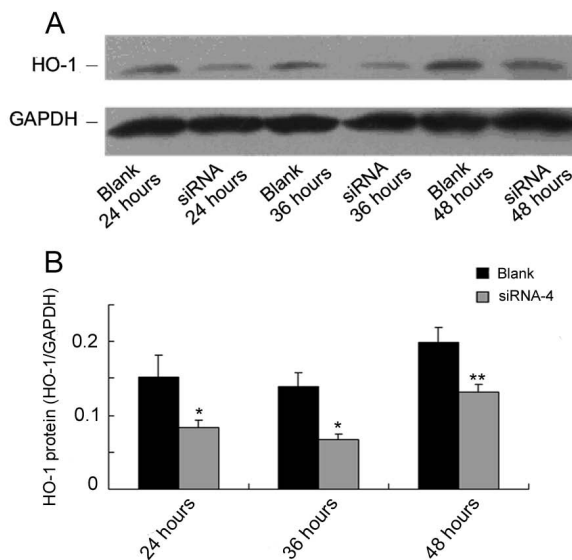 A
HO-1
GAPDH
Blank
24 hours
siRNA
24 hours
Blank
36 hours
siRNA
36 hours
Blank
48 hours
siRNA
48 hours
B
Blank
siRNA-4
HO-1 protein (HO-1/GAPDH)
0.2
0.1
0
*
*
**
24 hours
36 hours
48 hours